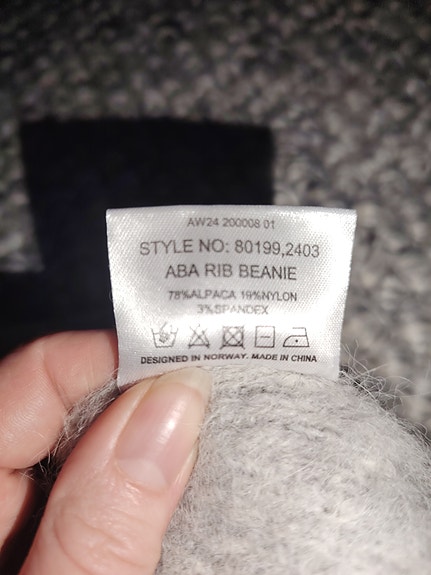 AW24 200008 01
STYLE NO: 80199,2403
ABA RIB BEANIE
78%ALPACA 19%NYLON
3%SPANDEX
DESIGNED IN NORWAY. MADE IN CHINA